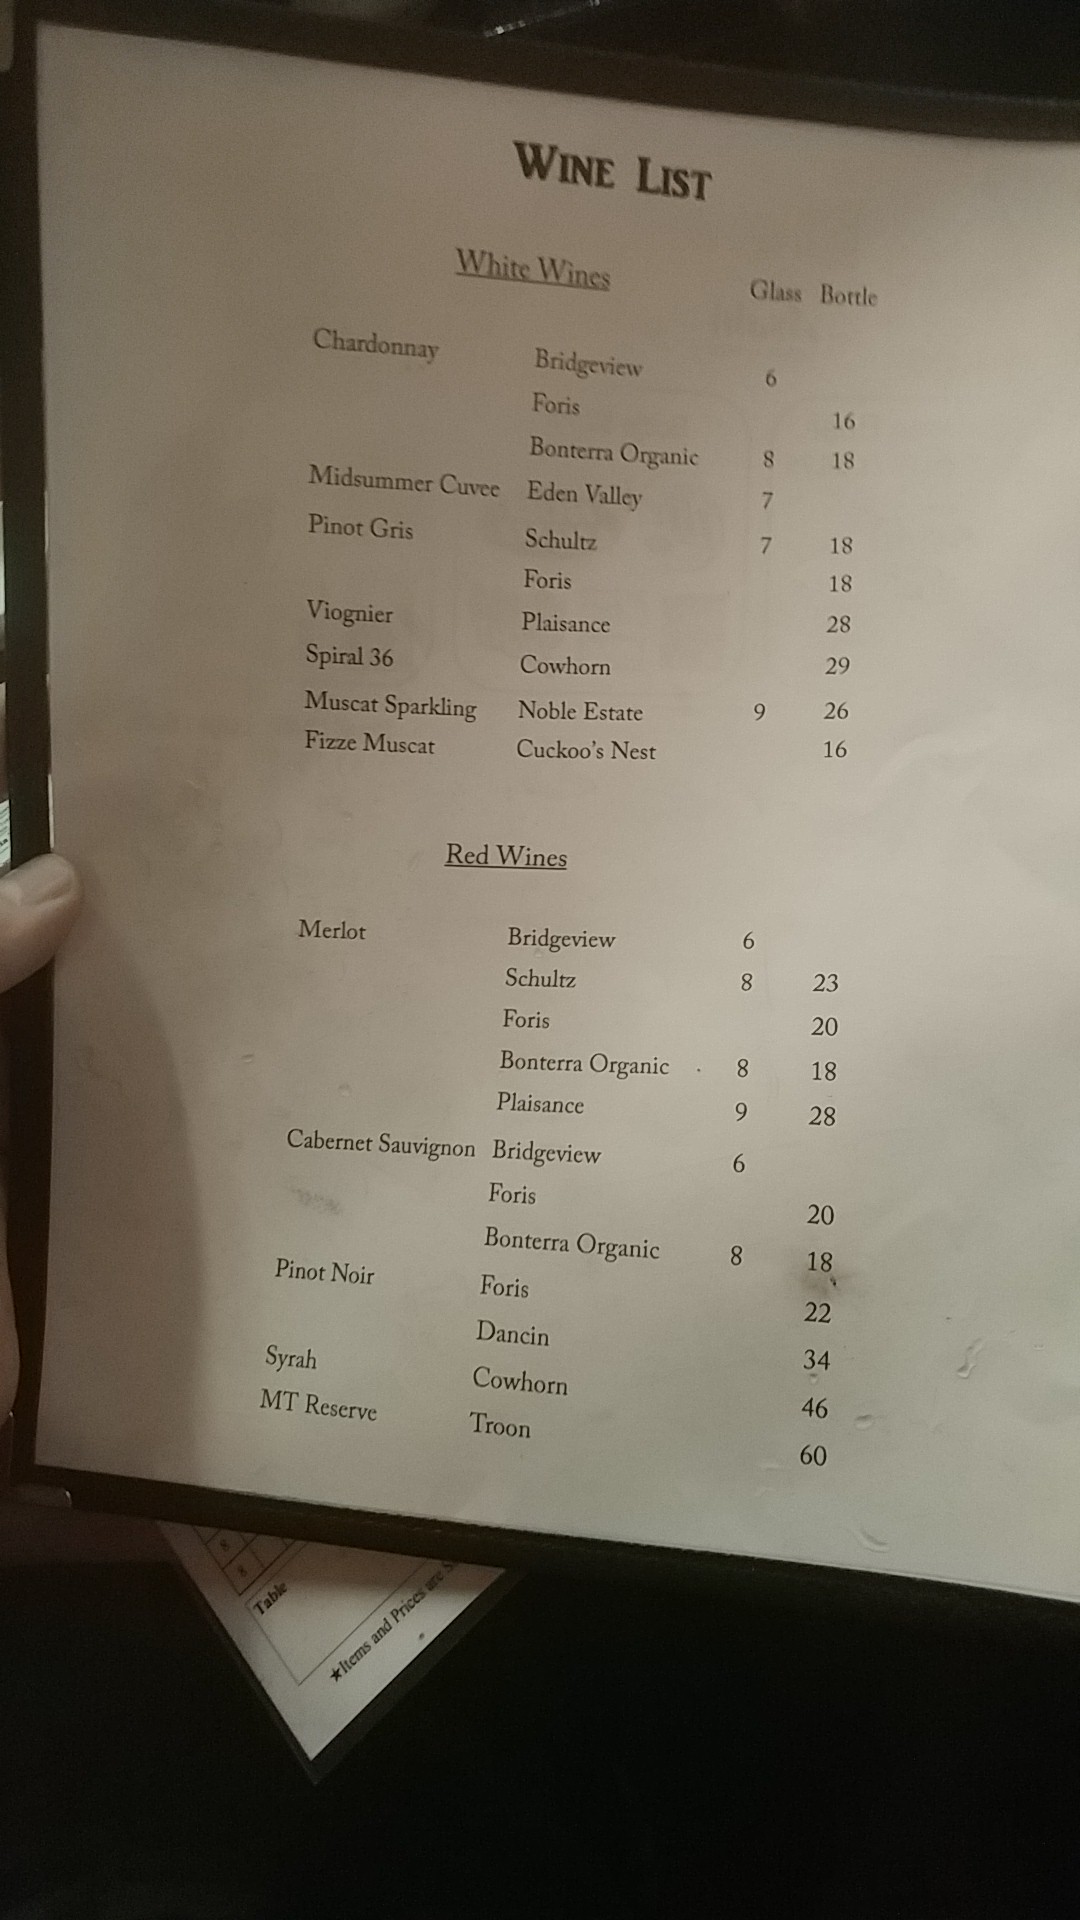 WINE LIST
White Wines
Glass Bottle
Chardonnay Bridgeview 6
Foris 16
Bonterra Organic 8 18
Midsummer Cuvee Eden Valley 7
Pinot Gris Schultz 7 18
Foris 18
Viognier Plaisance 28
Spiral 36 Cowhorn 29
Muscat Sparkling Noble Estate 9 26
Fizze Muscat Cuckoo's Nest 16
Red Wines
Merlot Bridgeview 6
Schultz 8 23
Foris 20
Bonterra Organic 8 18
Plaisance 9 28
Cabernet Sauvignon Bridgeview 6
Foris 20
Bonterra Organic 8 18
Pinot Noir Foris 22
Dancin 34
Syrah Cowhorn 46
MT Reserve Troon 60
8
8
Table
★Items and Prices are